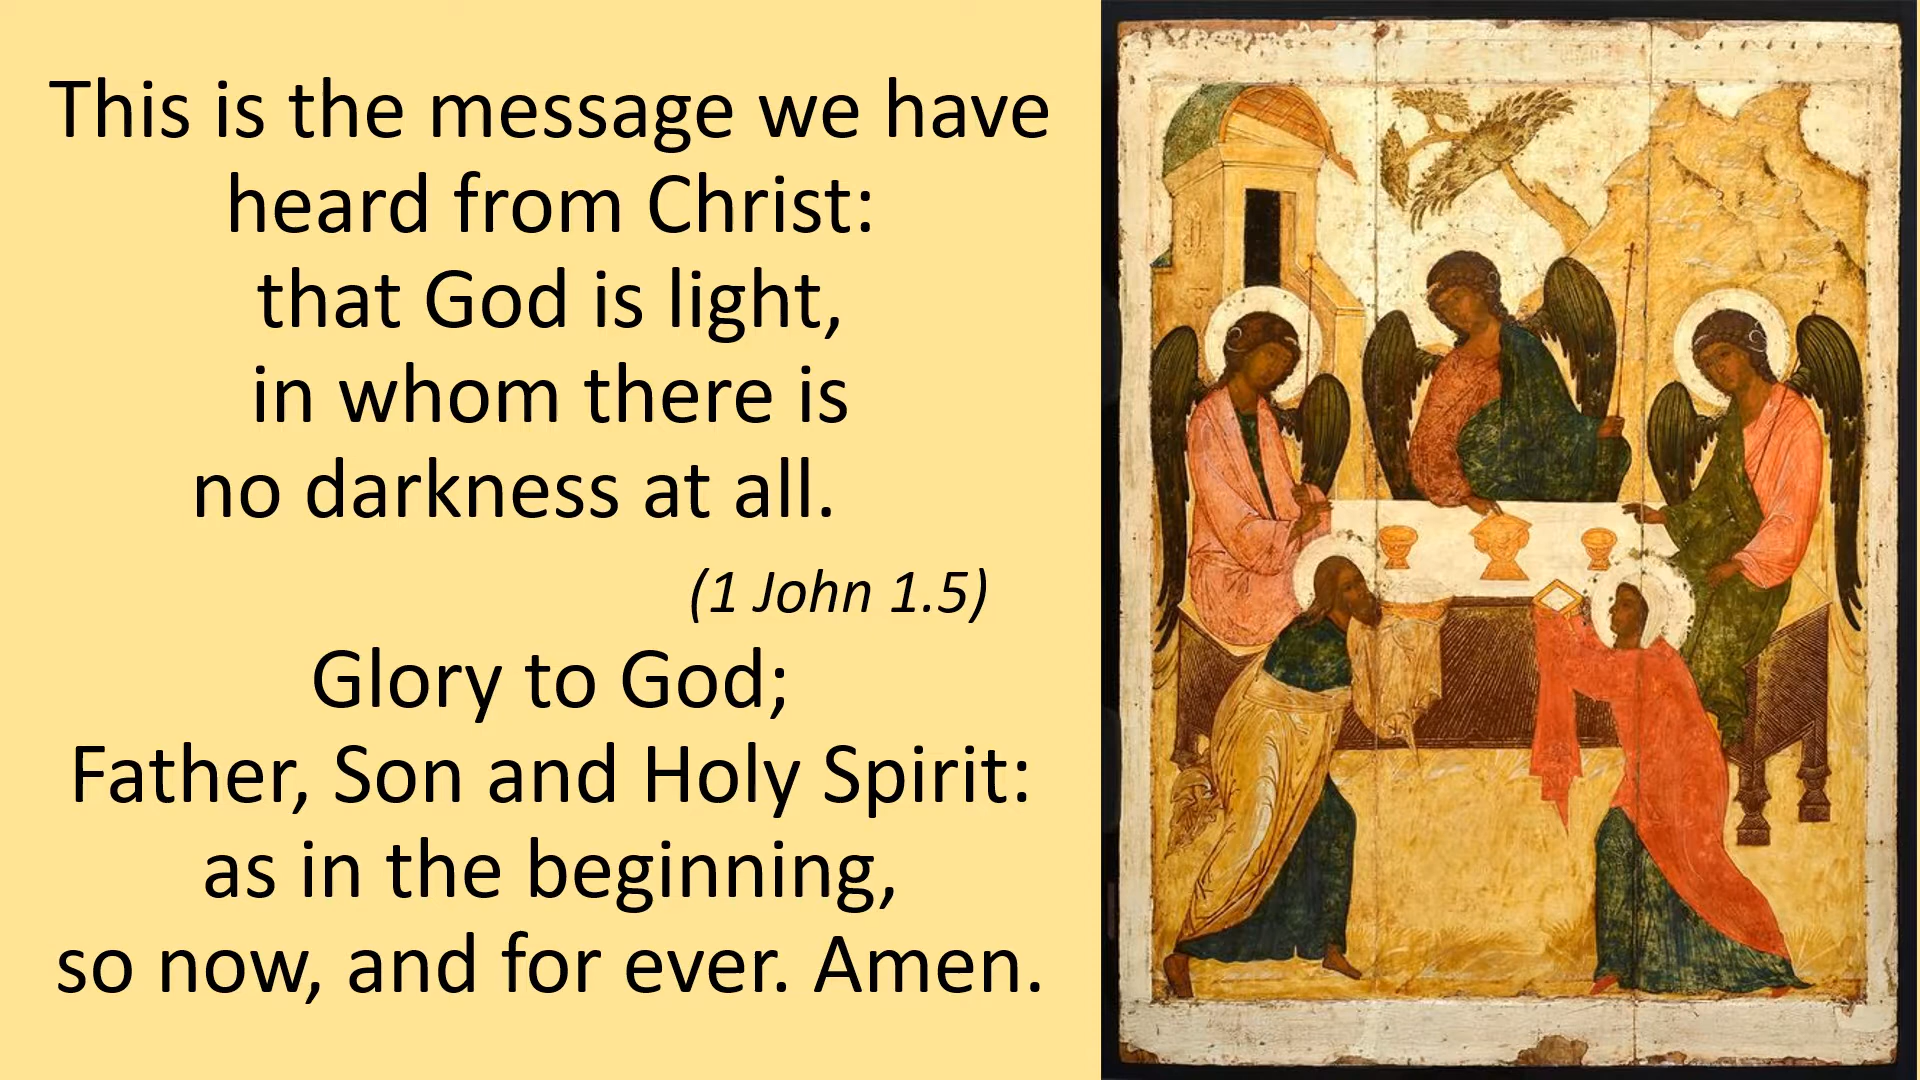 This is the message we have
heard from Christ:
that God is light,
in whom there is
no darkness at all.
(1 John 1.5)
Glory to God;
Father, Son and Holy Spirit:
as in the beginning,
so now, and for ever. Amen.